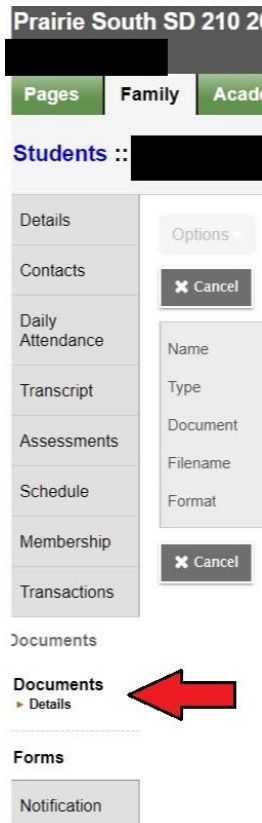 Prairie South SD 210 20
Pages Family Acade
Students ::
Details
Options
Contacts
✖ Cancel
Daily
Attendance
Name
Transcript
Type
Document
Assessments
Filename
Schedule
Format
Membership
✖ Cancel
Transactions
Documents
Documents
▸ Details
Forms
Notification